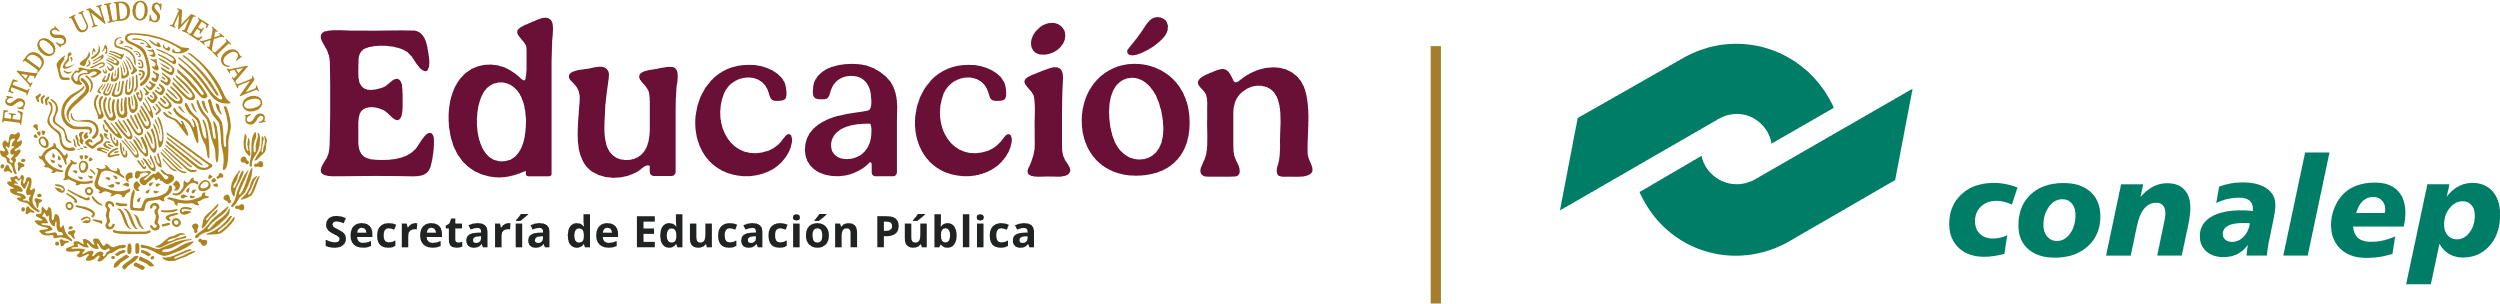 ESTADOS UNIDOS MEXICANOS
Educación
Secretaría de Educación Pública
conalep